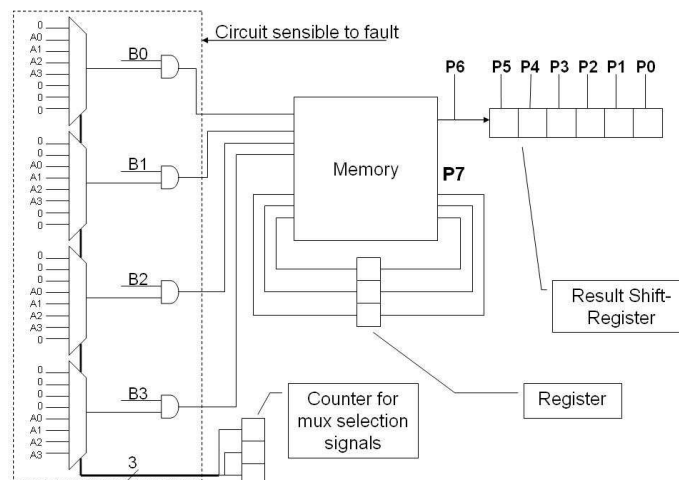 Circuit sensible to fault
0
A0
A1
A2
A3
0
0
0
B0
0
0
A0
A1
A2
A3
0
0
B1
0
0
0
A0
A1
A2
A3
0
B2
0
0
0
0
A0
A1
A2
A3
B3
3
Memory
P7
P6
P5 P4 P3 P2 P1 P0
Result Shift-
Register
Register
Counter for
mux selection
signals